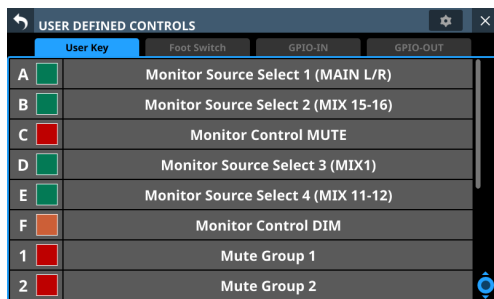 USER DEFINED CONTROLS
User Key
Foot Switch
GPIO-IN
GPIO-OUT
A Monitor Source Select 1 (MAIN L/R)
B Monitor Source Select 2 (MIX 15-16)
C Monitor Control MUTE
D Monitor Source Select 3 (MIX1)
E Monitor Source Select 4 (MIX 11-12)
F Monitor Control DIM
1 Mute Group 1
2 Mute Group 2